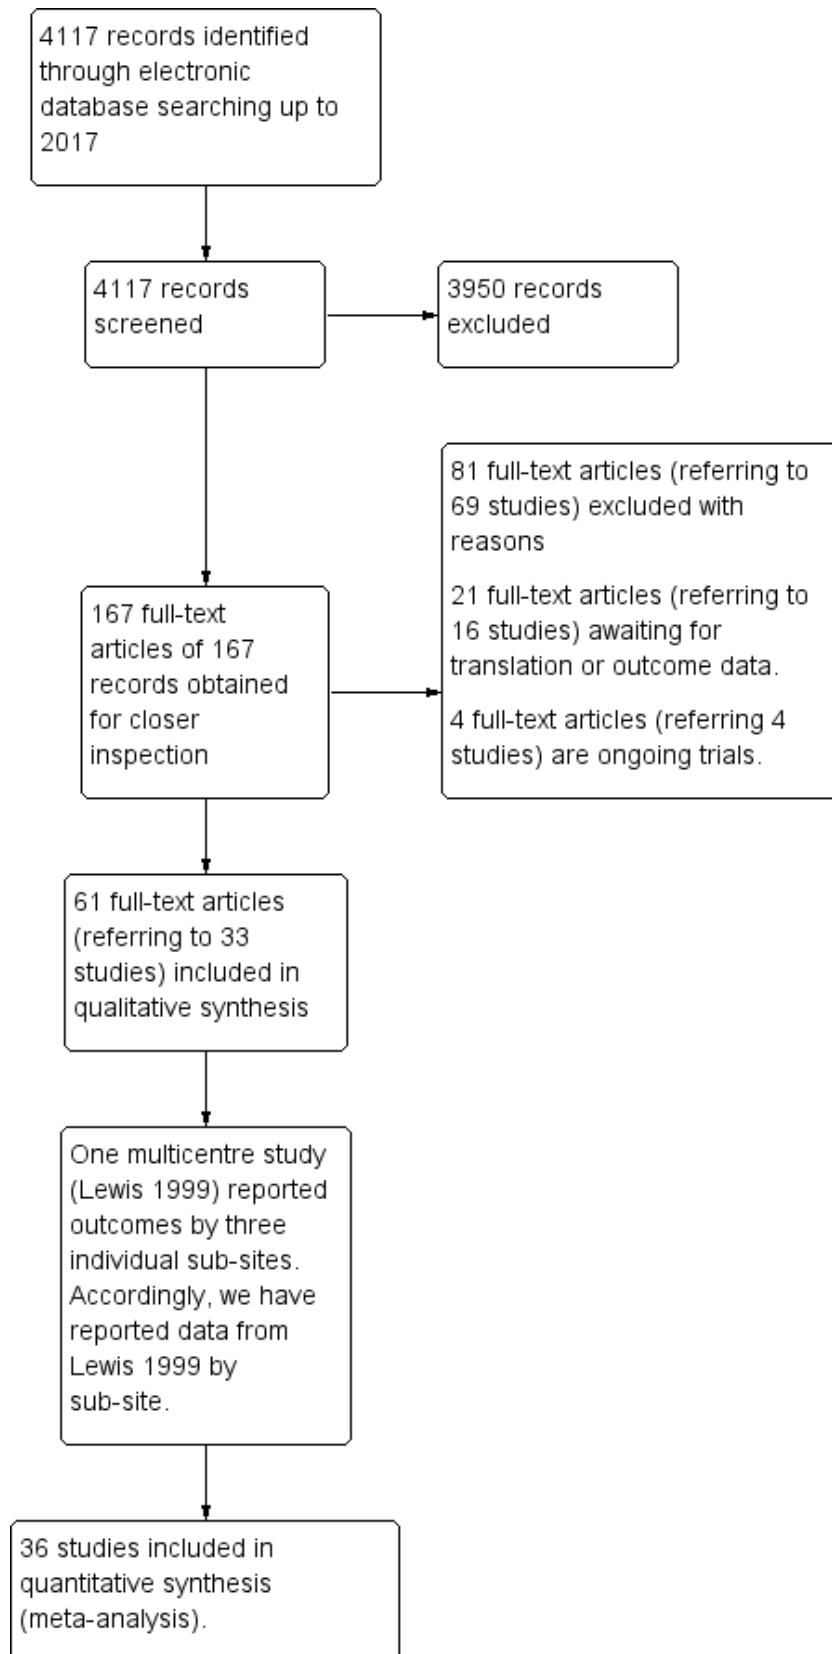 4117 records identified
through electronic
database searching up to
2017
4117 records
screened
3950 records
excluded
81 full-text articles (referring to
69 studies) excluded with
reasons
21 full-text articles (referring to
16 studies) awaiting for
translation or outcome data.
4 full-text articles (referring 4
studies) are ongoing trials.
167 full-text
articles of 167
records obtained
for closer
inspection
61 full-text articles
(referring to 33
studies) included in
qualitative synthesis
One multicentre study
(Lewis 1999) reported
outcomes by three
individual sub-sites.
Accordingly, we have
reported data from
Lewis 1999 by
sub-site.
36 studies included in
quantitative synthesis
(meta-analysis).